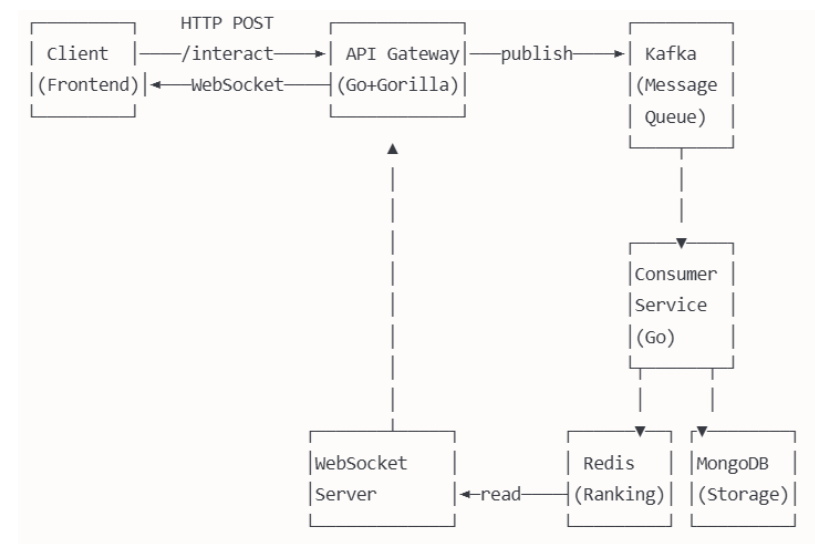 HTTP POST
Client /interact API Gateway publish Kafka
(Frontend) WebSocket (Go+Gorilla) (Message
Queue)
Consumer
Service
(Go)
WebSocket Redis MongoDB
Server read (Ranking) (Storage)